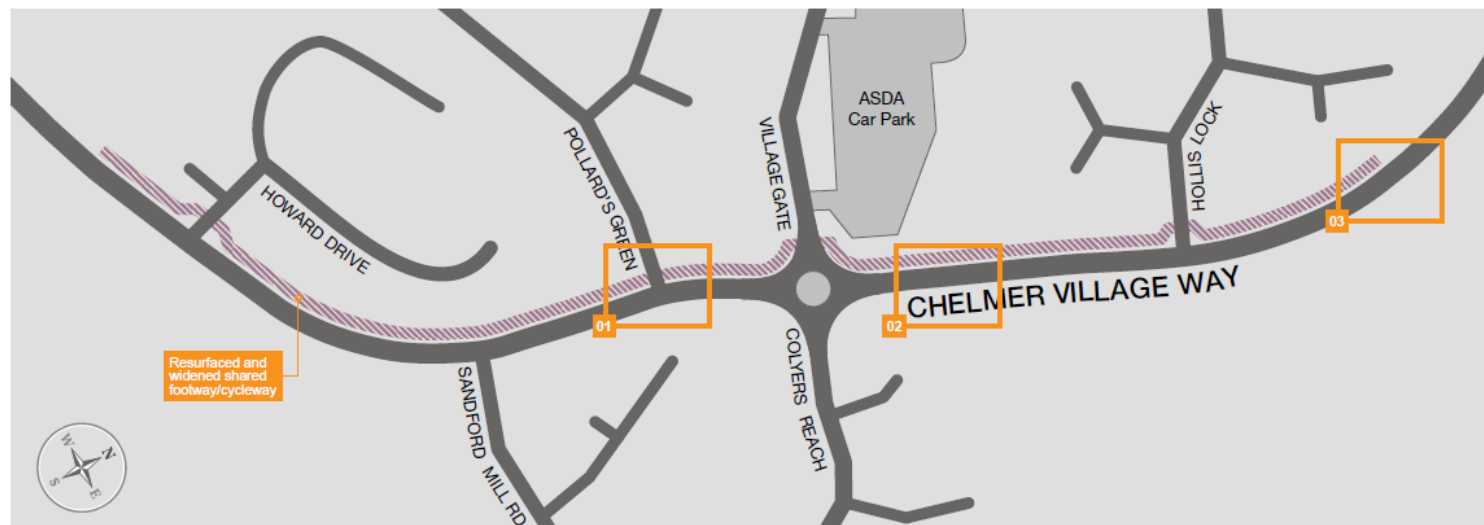 ASDA
Car Park
VILLAGE GATE
POLLARD'S GREEN
HOLLIS LOCK
HOWARD DRIVE
03
CHELMER VILLAGE WAY
01
02
Resurfaced and
widened shared
footway/cycleway
COLYERS REACH
SANDFORD MILL RD
W
N
S
E